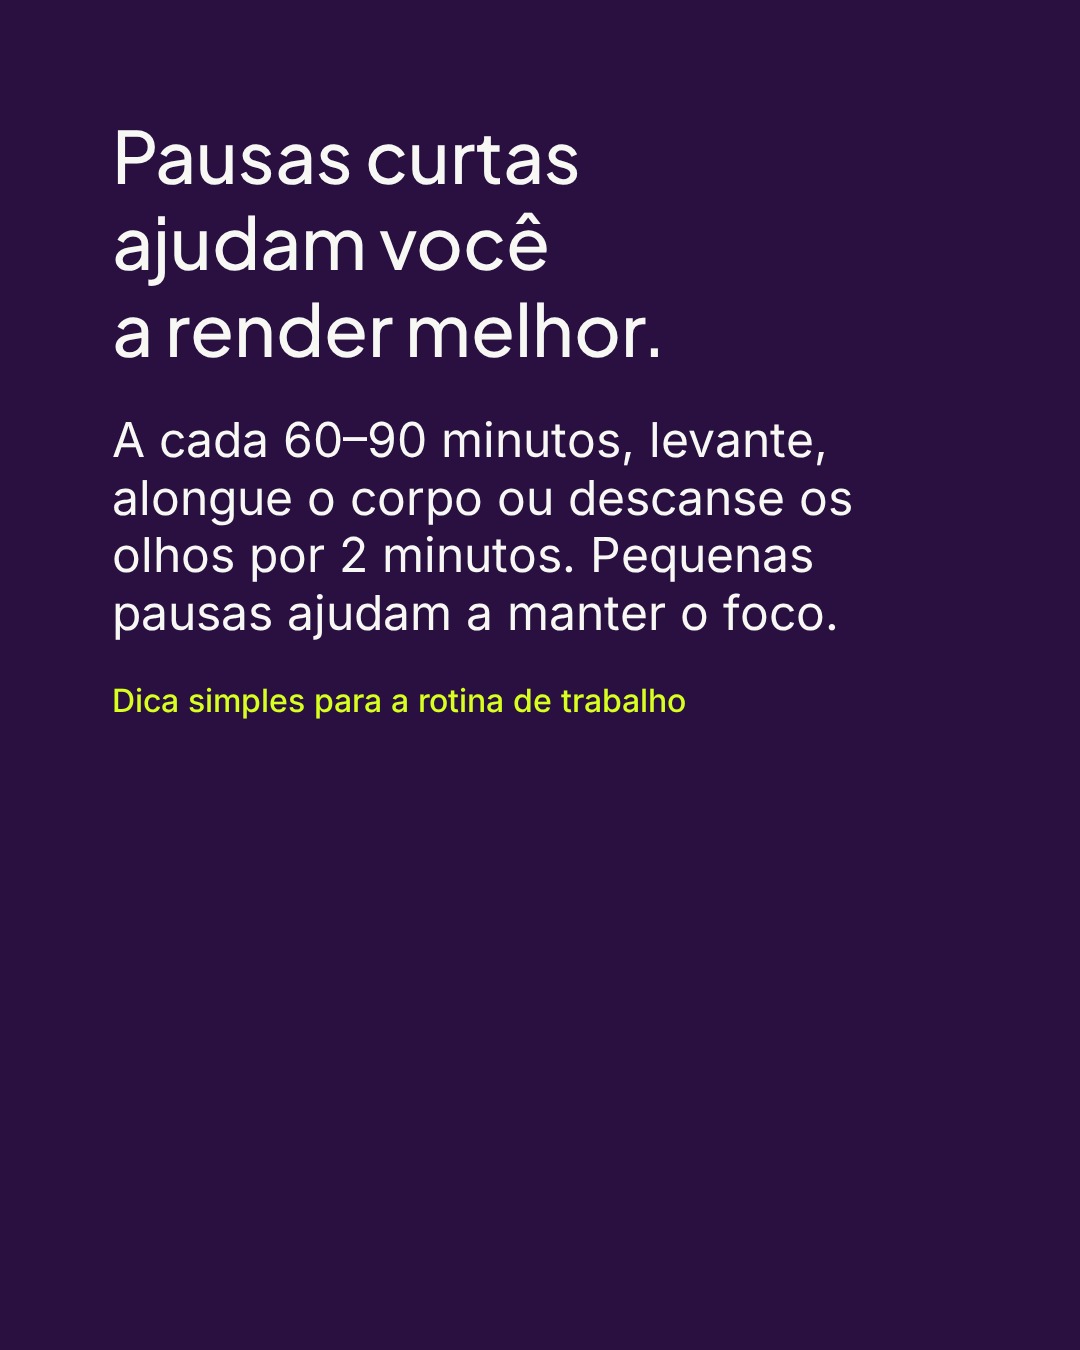 Pausas curtas
ajudam você
a render melhor.
A cada 60–90 minutos, levante,
alongue o corpo ou descanse os
olhos por 2 minutos. Pequenas
pausas ajudam a manter o foco.
Dica simples para a rotina de trabalho